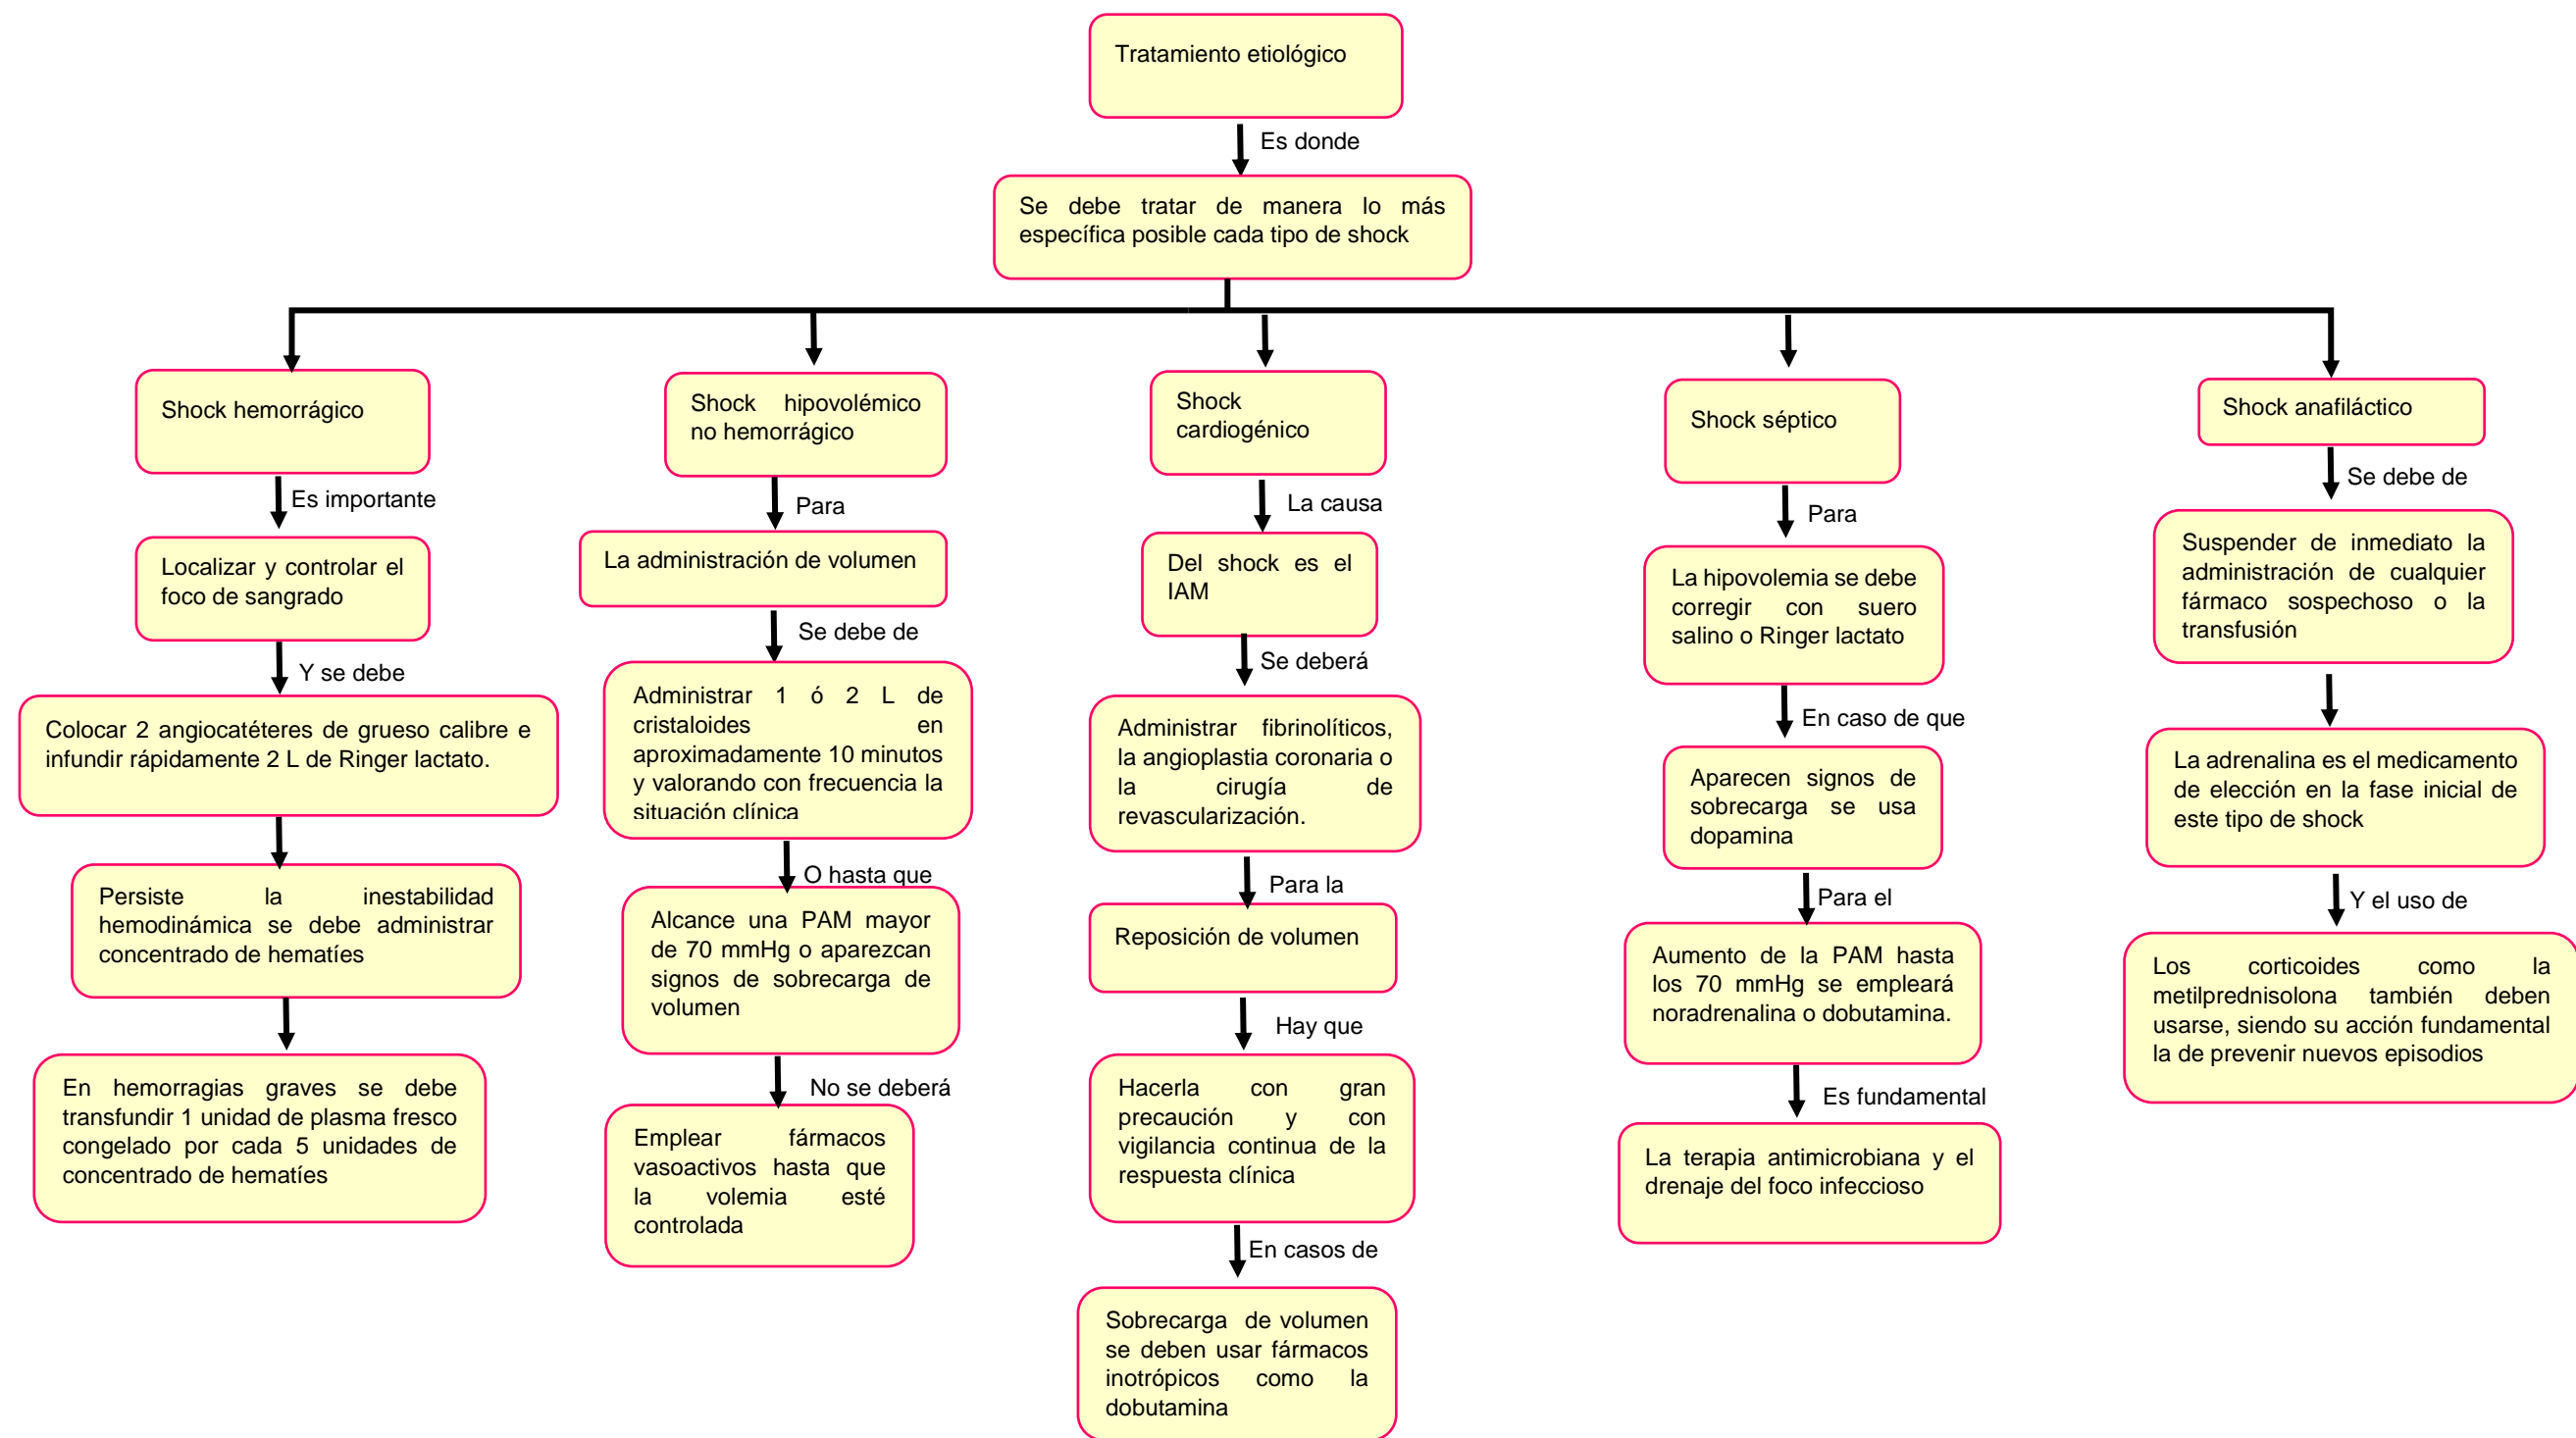 Tratamiento etiológico
Es donde
Se debe tratar de manera lo más
específica posible cada tipo de shock
Shock hemorrágico
Es importante
Localizar y controlar el
foco de sangrado
Y se debe
Colocar 2 angiocatéteres de grueso calibre e
infundir rápidamente 2 L de Ringer lactato.
Persiste la inestabilidad
hemodinámica se debe administrar
concentrado de hematíes
En hemorragias graves se debe
transfundir 1 unidad de plasma fresco
congelado por cada 5 unidades de
concentrado de hematíes
Shock hipovolémico
no hemorrágico
Para
La administración de volumen
Se debe de
Administrar 1 ó 2 L de
cristaloides en
aproximadamente 10 minutos
y valorando con frecuencia la
situación clínica
O hasta que
Alcance una PAM mayor
de 70 mmHg o aparezcan
signos de sobrecarga de
volumen
No se deberá
Emplear fármacos
vasoactivos hasta que
la volemia esté
controlada
Shock
cardiogénico
La causa
Del shock es el
IAM
Se deberá
Administrar fibrinolíticos,
la angioplastia coronaria o
la cirugía de
revascularización.
Para la
Reposición de volumen
Hay que
Hacerla con gran
precaución y con
vigilancia continua de la
respuesta clínica
En casos de
Sobrecarga de volumen
se deben usar fármacos
inotrópicos como la
dobutamina
Shock séptico
Para
La hipovolemia se debe
corregir con suero
salino o Ringer lactato
En caso de que
Aparecen signos de
sobrecarga se usa
dopamina
Para el
Aumento de la PAM hasta
los 70 mmHg se empleará
noradrenalina o dobutamina.
Es fundamental
La terapia antimicrobiana y el
drenaje del foco infeccioso
Shock anafiláctico
Se debe de
Suspender de inmediato la
administración de cualquier
fármaco sospechoso o la
transfusión
La adrenalina es el medicamento
de elección en la fase inicial de
este tipo de shock
Y el uso de
Los corticoides como la
metilprednisolona también deben
usarse, siendo su acción fundamental
la de prevenir nuevos episodios